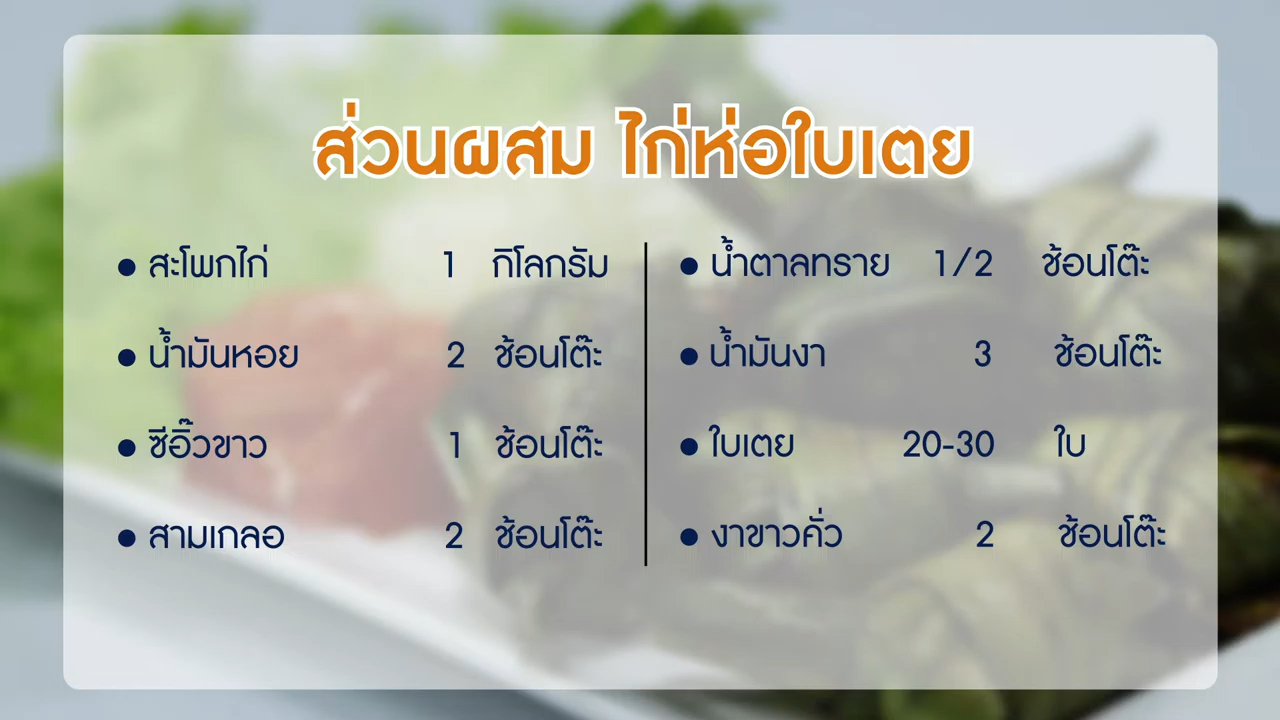 ส่วนผสม ไก่ห่อใบเตย
● สะโพกไก่ 1 กิโลกรัม
● น้ำมันหอย 2 ช้อนโต๊ะ
● ซีอิ๊วขาว 1 ช้อนโต๊ะ
● สามเกลอ 2 ช้อนโต๊ะ
● น้ำตาลทราย 1/2 ช้อนโต๊ะ
● น้ำมันงา 3 ช้อนโต๊ะ
● ใบเตย 20-30 ใบ
● งาขาวคั่ว 2 ช้อนโต๊ะ